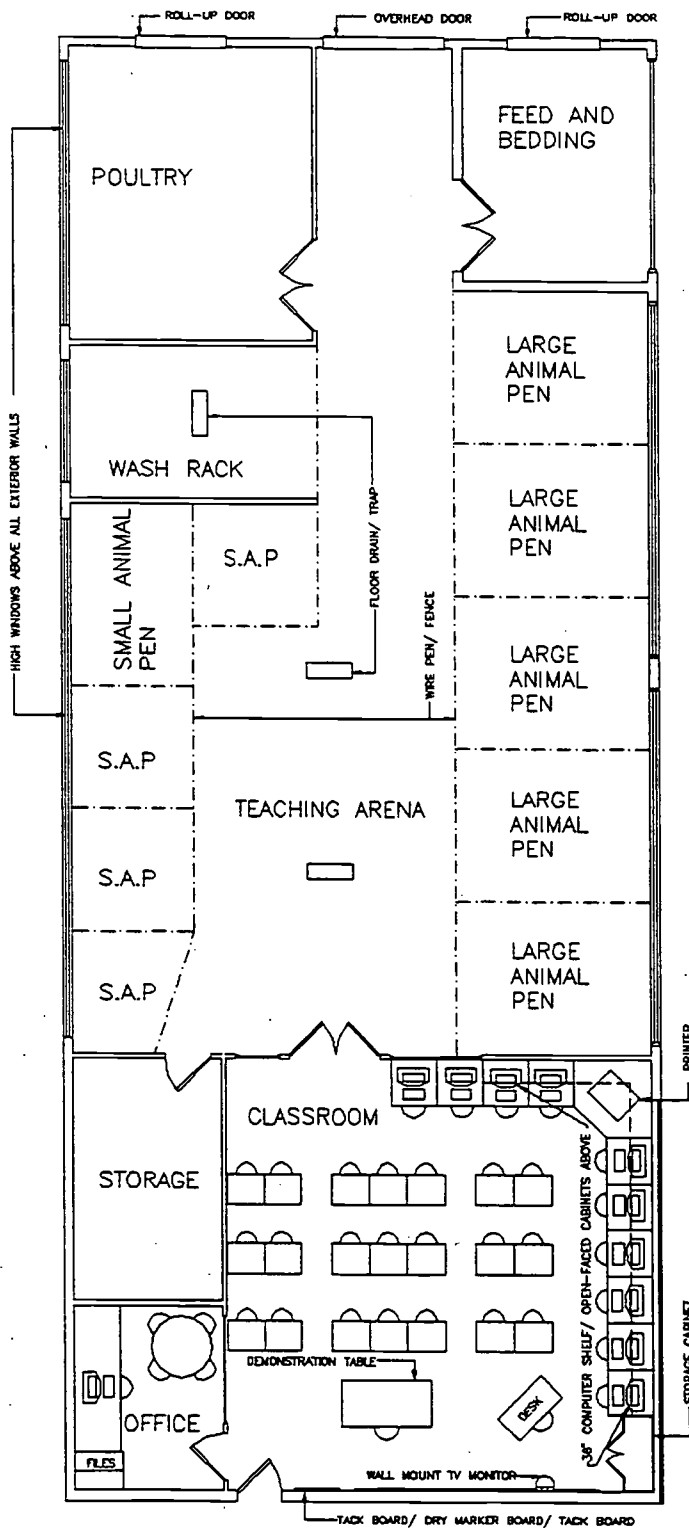 ROLL-UP DOOR
OVERHEAD DOOR
ROLL-UP DOOR
POULTRY
FEED AND
BEDDING
HIGH WINDOWS ABOVE ALL EXTERIOR WALLS
WASH RACK
FLOOR DRAIN/ TRAP
LARGE
ANIMAL
PEN
LARGE
ANIMAL
PEN
SMALL ANIMAL
PEN
S.A.P
WIRE PEN/ FENCE
LARGE
ANIMAL
PEN
S.A.P
TEACHING ARENA
LARGE
ANIMAL
PEN
S.A.P
S.A.P
LARGE
ANIMAL
PEN
PRINTER
CLASSROOM
STORAGE
36" COMPUTER SHELF/ OPEN-FACED CABINETS ABOVE
STORAGE CABINET
DEMONSTRATION TABLE
DESK
OFFICE
FILES
WALL MOUNT TV MONITOR
TACK BOARD/ DRY MARKER BOARD/ TACK BOARD